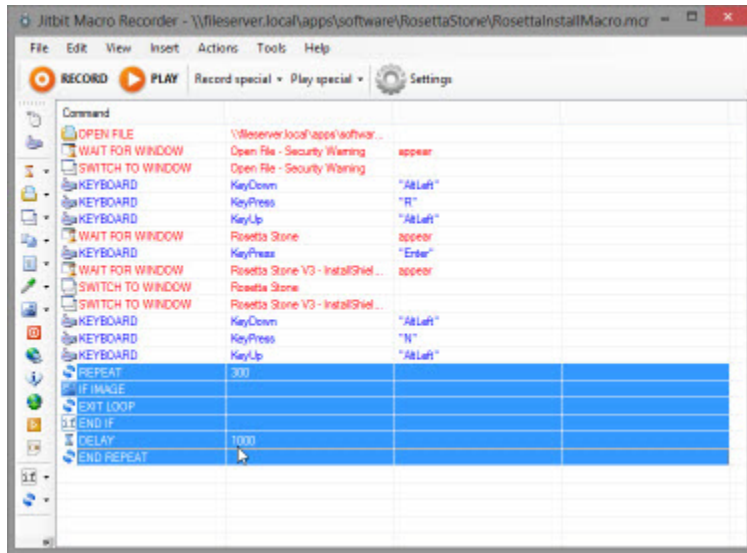 Jitbit Macro Recorder - \\fileserver.local\apps\software\RosettaStone\RosettaInstallMacro.mcr
File Edit View Insert Actions Tools Help
RECORD PLAY Record special Play special Settings
Command
OPEN FILE \\fileserver.local\apps\softwar...
WAIT FOR WINDOW Open File - Security Warning appear
SWITCH TO WINDOW Open File - Security Warning
KEYBOARD KeyDown "AltLeft"
KEYBOARD KeyPress "R"
KEYBOARD KeyUp "AltLeft"
WAIT FOR WINDOW Rosetta Stone appear
KEYBOARD KeyPress "Enter"
WAIT FOR WINDOW Rosetta Stone V3 - InstallShiel... appear
SWITCH TO WINDOW Rosetta Stone
SWITCH TO WINDOW Rosetta Stone V3 - InstallShiel...
KEYBOARD KeyDown "AltLeft"
KEYBOARD KeyPress "N"
KEYBOARD KeyUp "AltLeft"
REPEAT 300
IF IMAGE
EXIT LOOP
if END IF
DELAY 1000
END REPEAT
if